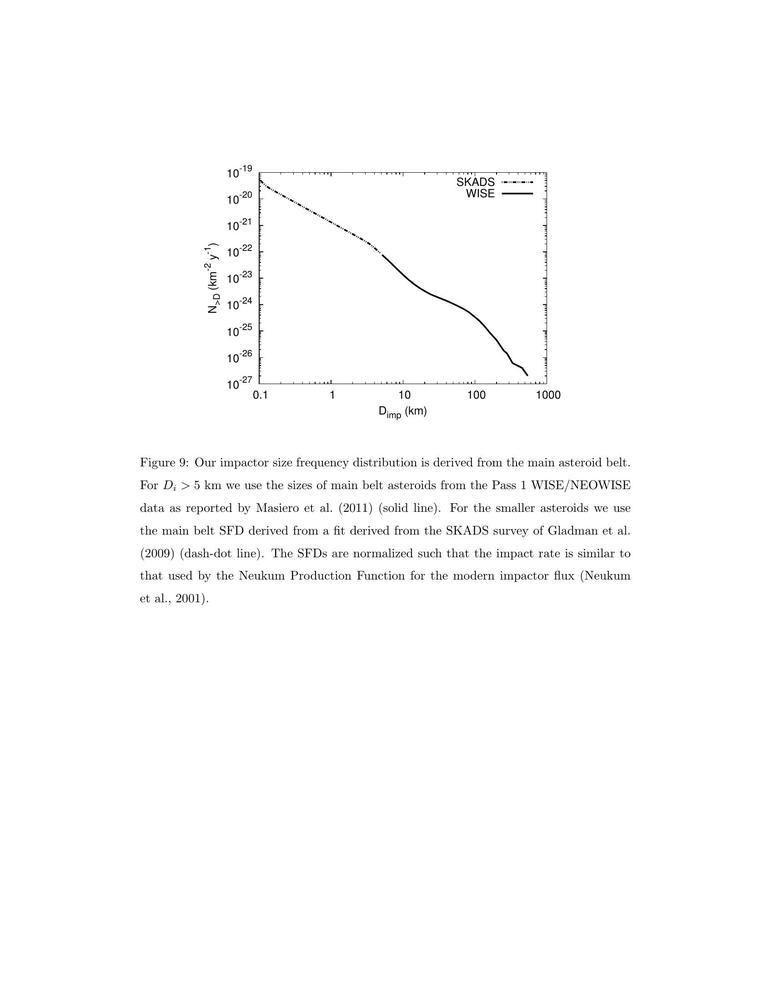 10^-19
10^-20
10^-21
10^-22
10^-23
10^-24
10^-25
10^-26
10^-27
N>D (km^-2 y^-1)
SKADS
WISE
0.1 1 10 100 1000
D_imp (km)
Figure 9: Our impactor size frequency distribution is derived from the main asteroid belt.
For D_i > 5 km we use the sizes of main belt asteroids from the Pass 1 WISE/NEOWISE
data as reported by Masiero et al. (2011) (solid line). For the smaller asteroids we use
the main belt SFD derived from a fit derived from the SKADS survey of Gladman et al.
(2009) (dash-dot line). The SFDs are normalized such that the impact rate is similar to
that used by the Neukum Production Function for the modern impactor flux (Neukum
et al., 2001).